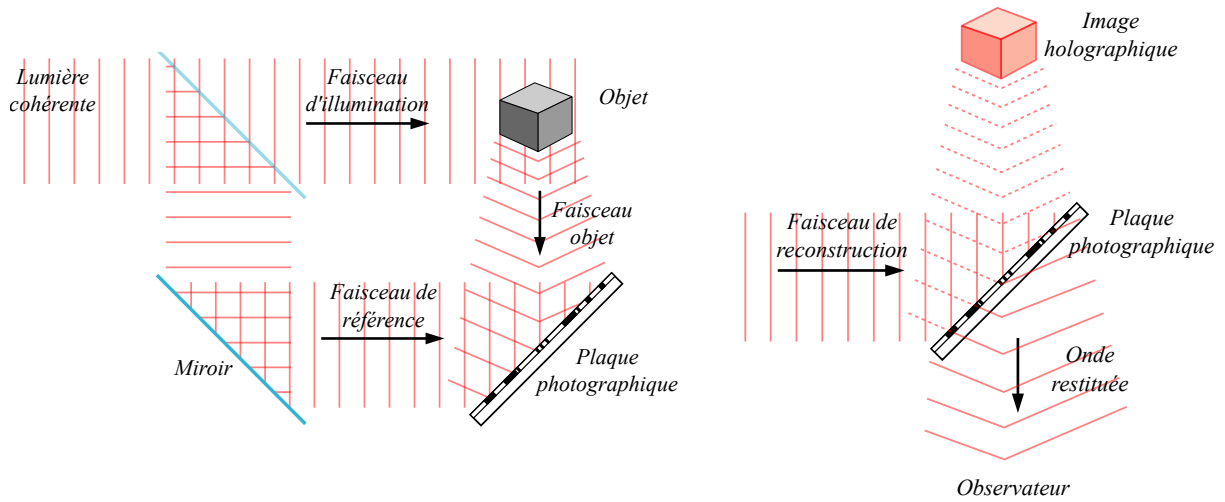 Lumière
cohérente
Faisceau
d'illumination
Objet
Faisceau
objet
Miroir
Faisceau de
référence
Plaque
photographique
Image
holographique
Faisceau de
reconstruction
Plaque
photographique
Onde
restituée
Observateur